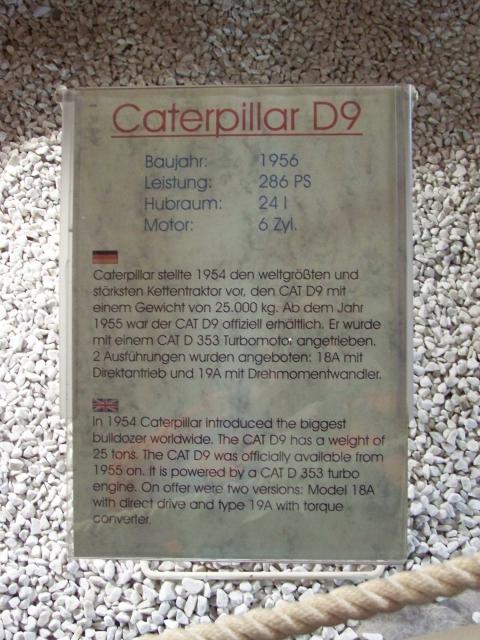 Caterpillar D9
Baujahr: 1956
Leistung: 286 PS
Hubraum: 24 l
Motor: 6 Zyl.
Caterpillar stellte 1954 den weltgrößten und
stärksten Kettentraktor vor, den CAT D9 mit
einem Gewicht von 25.000 kg. Ab dem Jahr
1955 war der CAT D9 offiziell erhältlich. Er wurde
mit einem CAT D 353 Turbomotor angetrieben.
2 Ausführungen wurden angeboten: 18A mit
Direktantrieb und 19A mit Drehmomentwandler.
In 1954 Caterpillar introduced the biggest
bulldozer worldwide. The CAT D9 has a weight of
25 tons. The CAT D9 was officially available from
1955 on. It is powered by a CAT D 353 turbo
engine. On offer were two versions: Model 18A
with direct drive and type 19A with torque
converter.